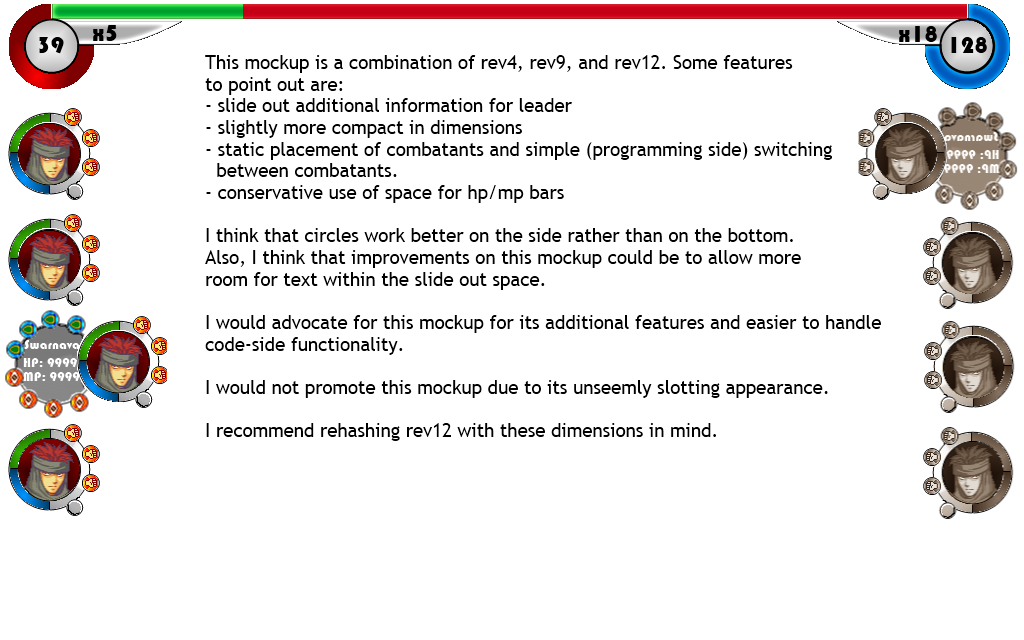 39
x5
x18
128
This mockup is a combination of rev4, rev9, and rev12. Some features
to point out are:
- slide out additional information for leader
- slightly more compact in dimensions
- static placement of combatants and simple (programming side) switching
between combatants.
- conservative use of space for hp/mp bars
I think that circles work better on the side rather than on the bottom.
Also, I think that improvements on this mockup could be to allow more
room for text within the slide out space.
I would advocate for this mockup for its additional features and easier to handle
code-side functionality.
I would not promote this mockup due to its unseemly slotting appearance.
I recommend rehashing rev12 with these dimensions in mind.
Swarnava
HP: 9999
MP: 9999
Swarnava
HP: 9999
MP: 9999